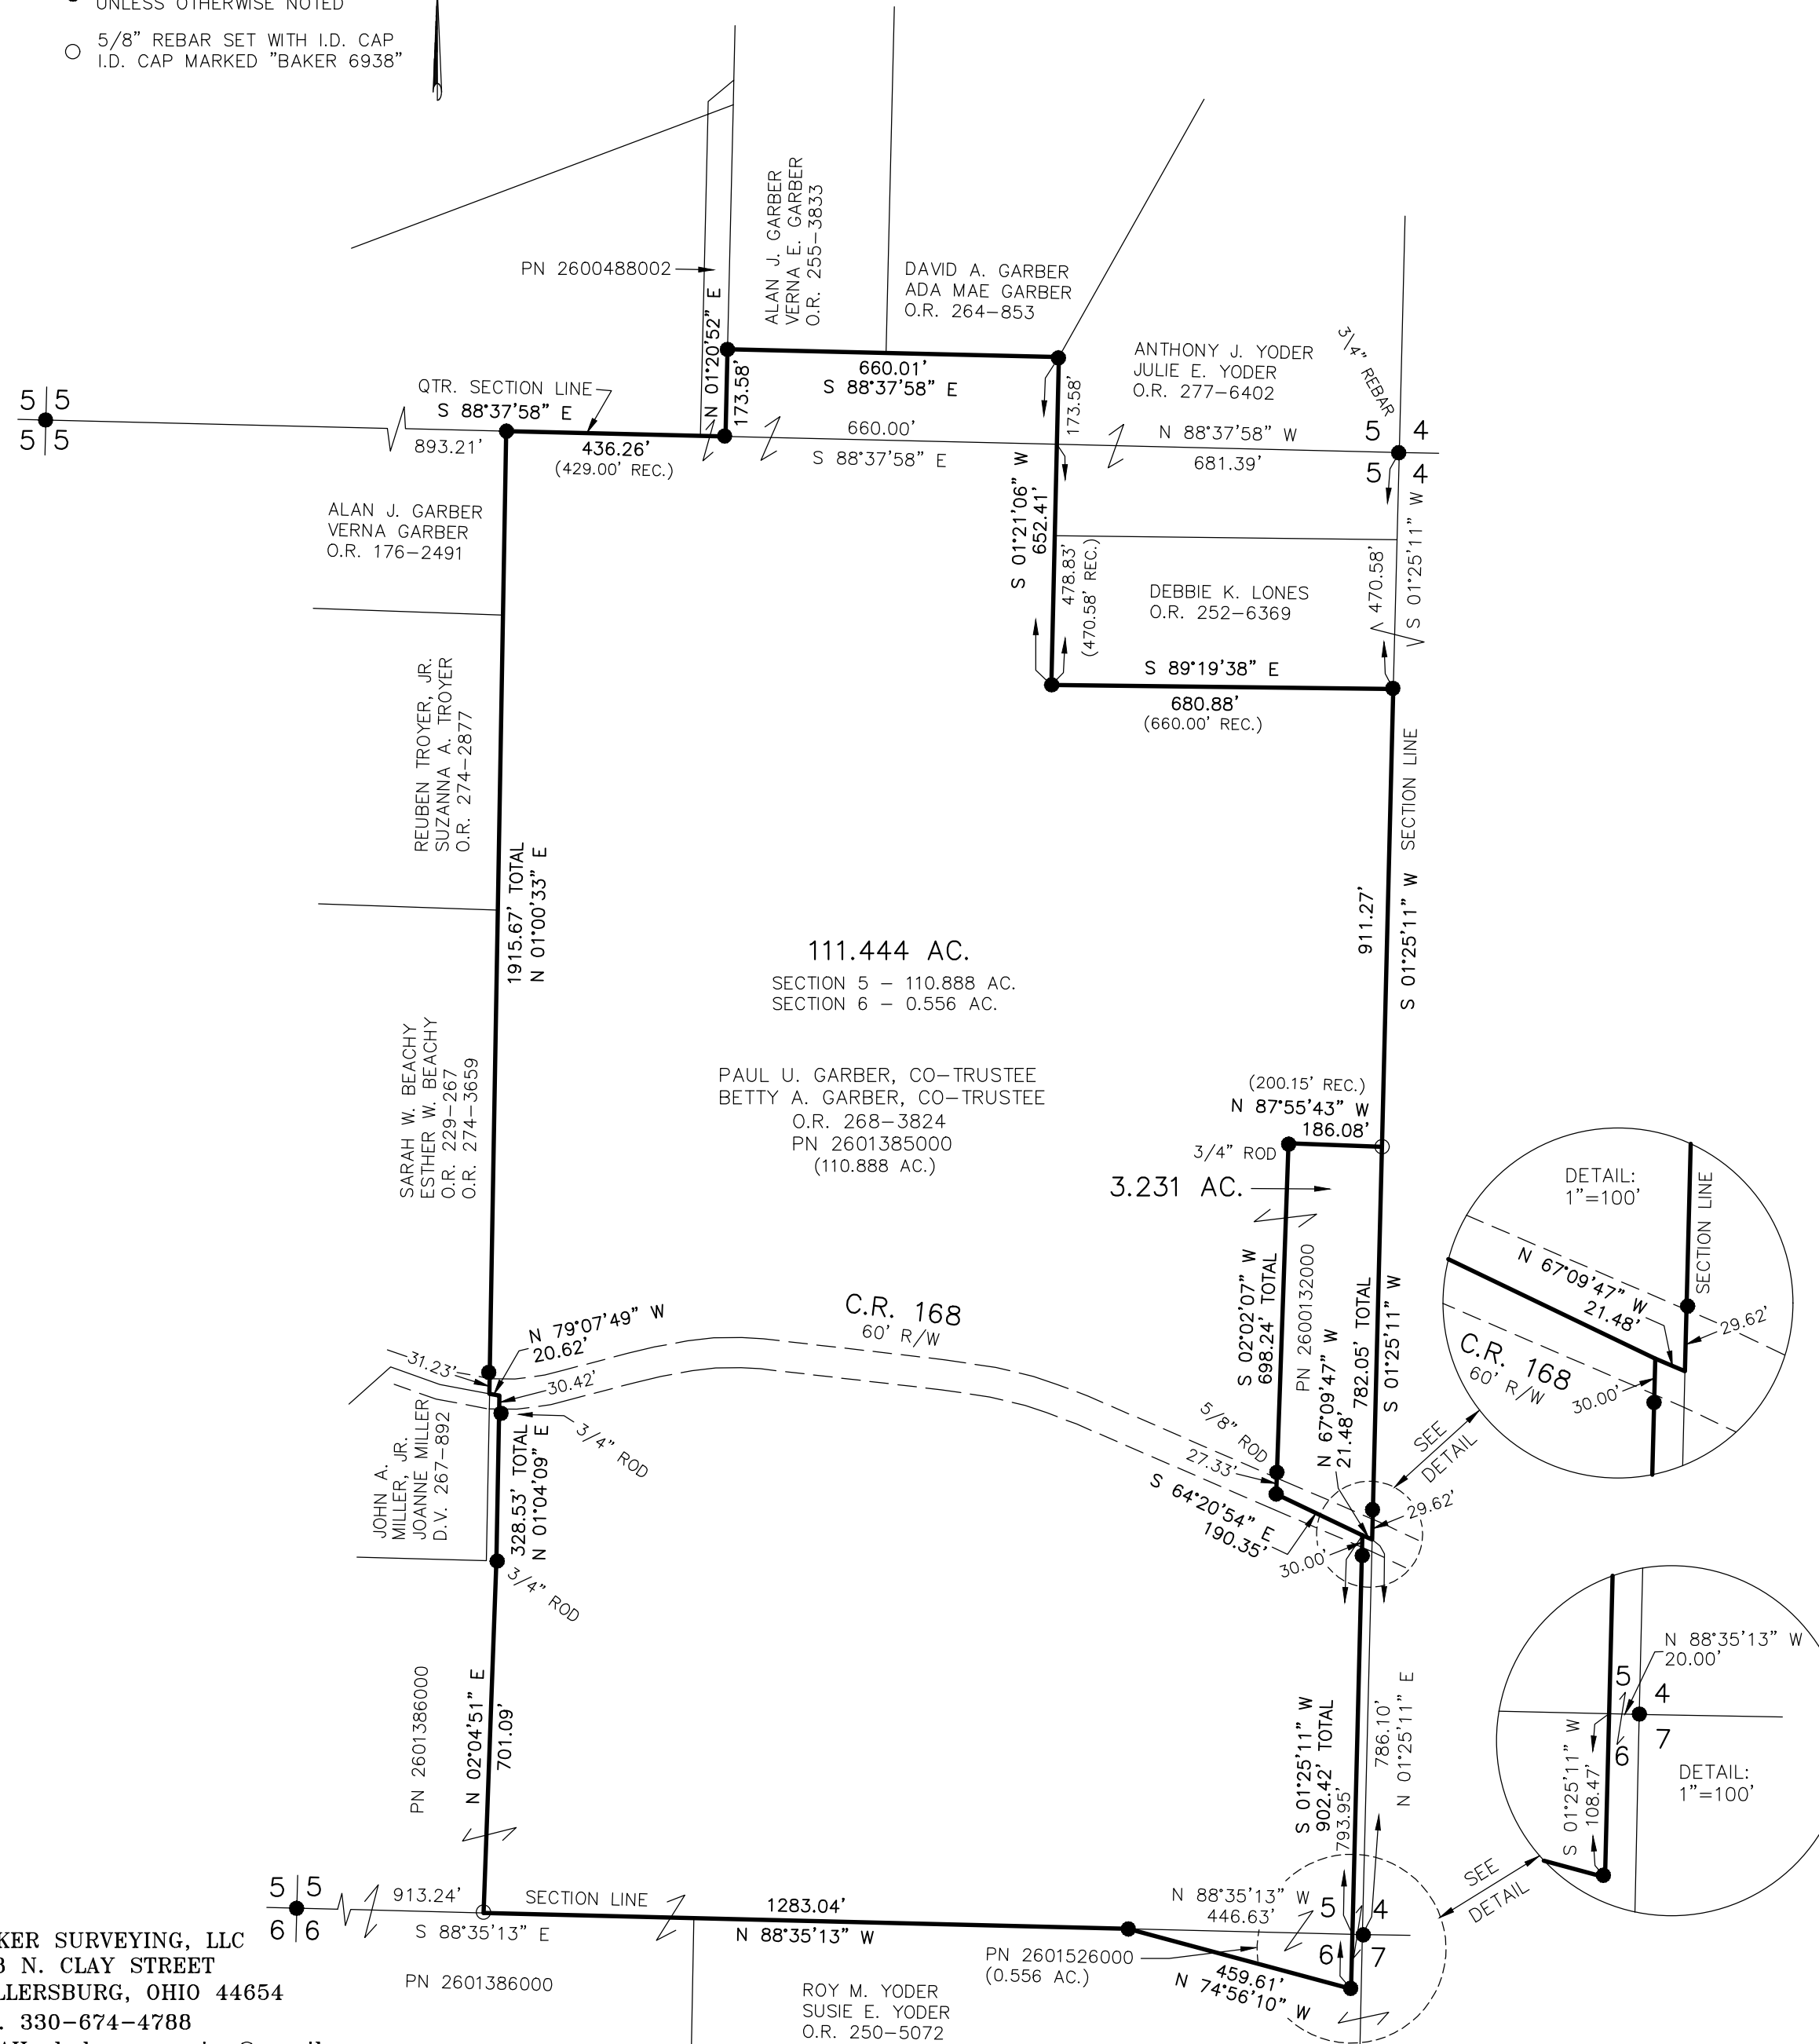 UNLESS OTHERWISE NOTED
5/8" REBAR SET WITH I.D. CAP
I.D. CAP MARKED "BAKER 6938"
PN 2600488002
ALAN J. GARBER
VERNA E. GARBER
O.R. 255-3833
DAVID A. GARBER
ADA MAE GARBER
O.R. 264-853
ANTHONY J. YODER
JULIE E. YODER
O.R. 277-6402
3/4" REBAR
N 01°20'52" E
173.58'
660.01'
S 88°37'58" E
173.58'
QTR. SECTION LINE
S 88°37'58" E
5 5
5 5
893.21'
436.26'
(429.00' REC.)
660.00'
S 88°37'58" E
N 88°37'58" W
681.39'
5 4
5 4
S 01°21'06" W
652.41'
478.83'
(470.58' REC.)
470.58'
S 01°25'11" W
ALAN J. GARBER
VERNA GARBER
O.R. 176-2491
DEBBIE K. LONES
O.R. 252-6369
S 89°19'38" E
680.88'
(660.00' REC.)
REUBEN TROYER, JR.
SUZANNA A. TROYER
O.R. 274-2877
1915.67' TOTAL
N 01°00'33" E
911.27'
S 01°25'11" W SECTION LINE
111.444 AC.
SECTION 5 - 110.888 AC.
SECTION 6 - 0.556 AC.
PAUL U. GARBER, CO-TRUSTEE
BETTY A. GARBER, CO-TRUSTEE
O.R. 268-3824
PN 2601385000
(110.888 AC.)
SARAH W. BEACHY
ESTHER W. BEACHY
O.R. 229-267
O.R. 274-3659
(200.15' REC.)
N 87°55'43" W
186.08'
3/4" ROD
3.231 AC.
S 02°02'07" W
698.24' TOTAL
PN 2600132000
N 67°09'47" W
21.48'
782.05' TOTAL
S 01°25'11" W
DETAIL:
1"=100'
SECTION LINE
N 67°09'47" W
21.48'
29.62'
C.R. 168
60' R/W
30.00'
SEE
DETAIL
C.R. 168
60' R/W
N 79°07'49" W
20.62'
31.23'
30.42'
3/4" ROD
5/8" ROD
27.33'
S 64°20'54" E
190.35'
29.62'
30.00'
JOHN A.
MILLER, JR.
JOANNE MILLER
D.V. 267-892
328.53' TOTAL
N 01°04'09" E
3/4" ROD
PN 2601386000
N 02°04'51" E
701.09'
S 01°25'11" W
902.42' TOTAL
793.95'
786.10'
N 01°25'11" E
N 88°35'13" W
20.00'
5 4
6 7
S 01°25'11" W
108.47'
DETAIL:
1"=100'
SEE
DETAIL
5 5
6 6
913.24'
S 88°35'13" E
SECTION LINE
1283.04'
N 88°35'13" W
N 88°35'13" W
446.63'
5 4
6 7
PN 2601526000
(0.556 AC.)
459.61'
N 74°56'10" W
PN 2601386000
ROY M. YODER
SUSIE E. YODER
O.R. 250-5072
KER SURVEYING, LLC
N. CLAY STREET
LLERSBURG, OHIO 44654
. 330-674-4788